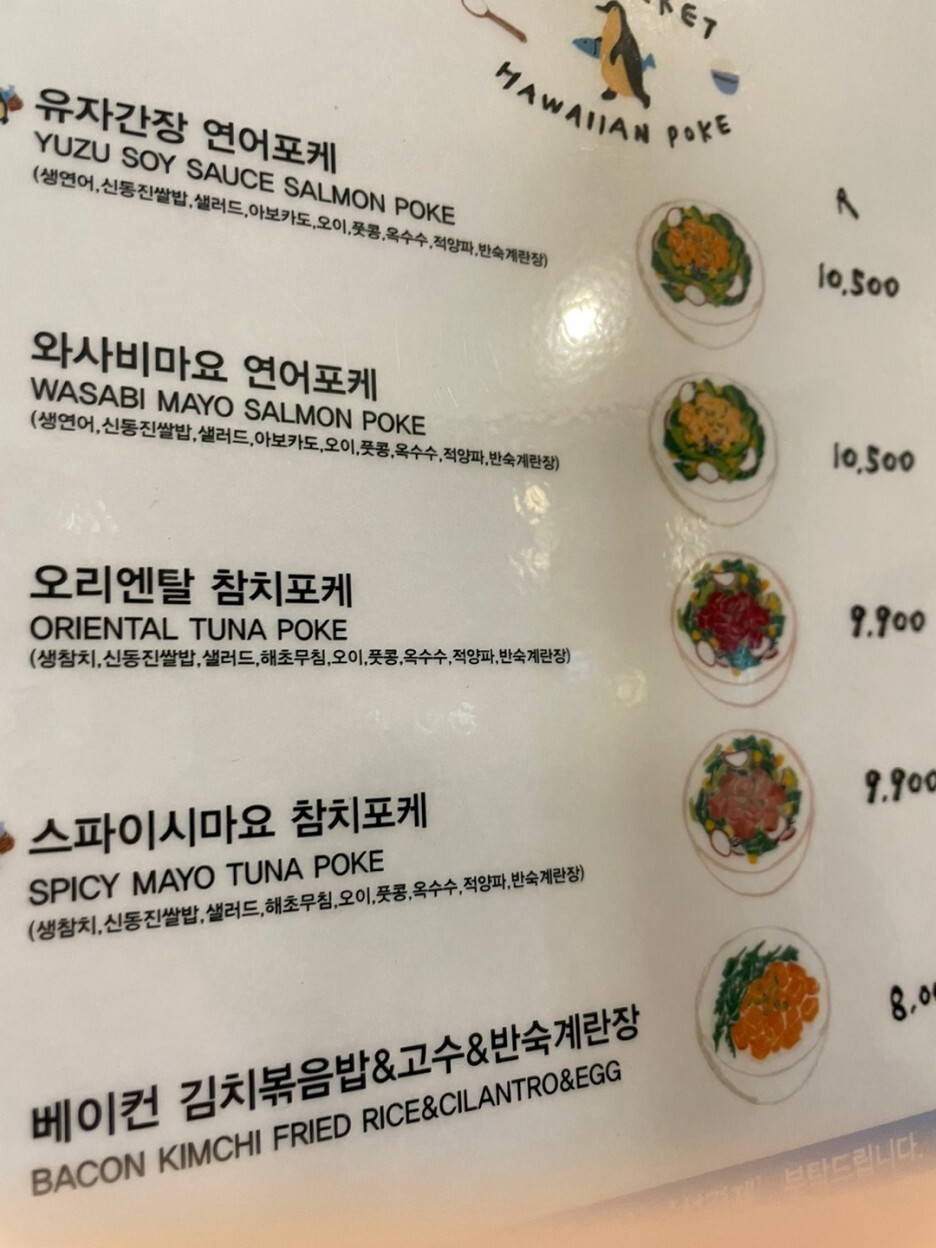 HAWAIIAN POKE
R
유자간장 연어포케
YUZU SOY SAUCE SALMON POKE
(생연어,신동진쌀밥,샐러드,아보카도,오이,풋콩,옥수수,적양파,반숙계란장)
10,500
와사비마요 연어포케
WASABI MAYO SALMON POKE
(생연어,신동진쌀밥,샐러드,아보카도,오이,풋콩,옥수수,적양파,반숙계란장)
10,500
오리엔탈 참치포케
ORIENTAL TUNA POKE
(생참치,신동진쌀밥,샐러드,해초무침,오이,풋콩,옥수수,적양파,반숙계란장)
9,900
스파이시마요 참치포케
SPICY MAYO TUNA POKE
(생참치,신동진쌀밥,샐러드,해초무침,오이,풋콩,옥수수,적양파,반숙계란장)
9,900
베이컨 김치볶음밥&고수&반숙계란장
BACON KIMCHI FRIED RICE&CILANTRO&EGG
부탁드립니다.